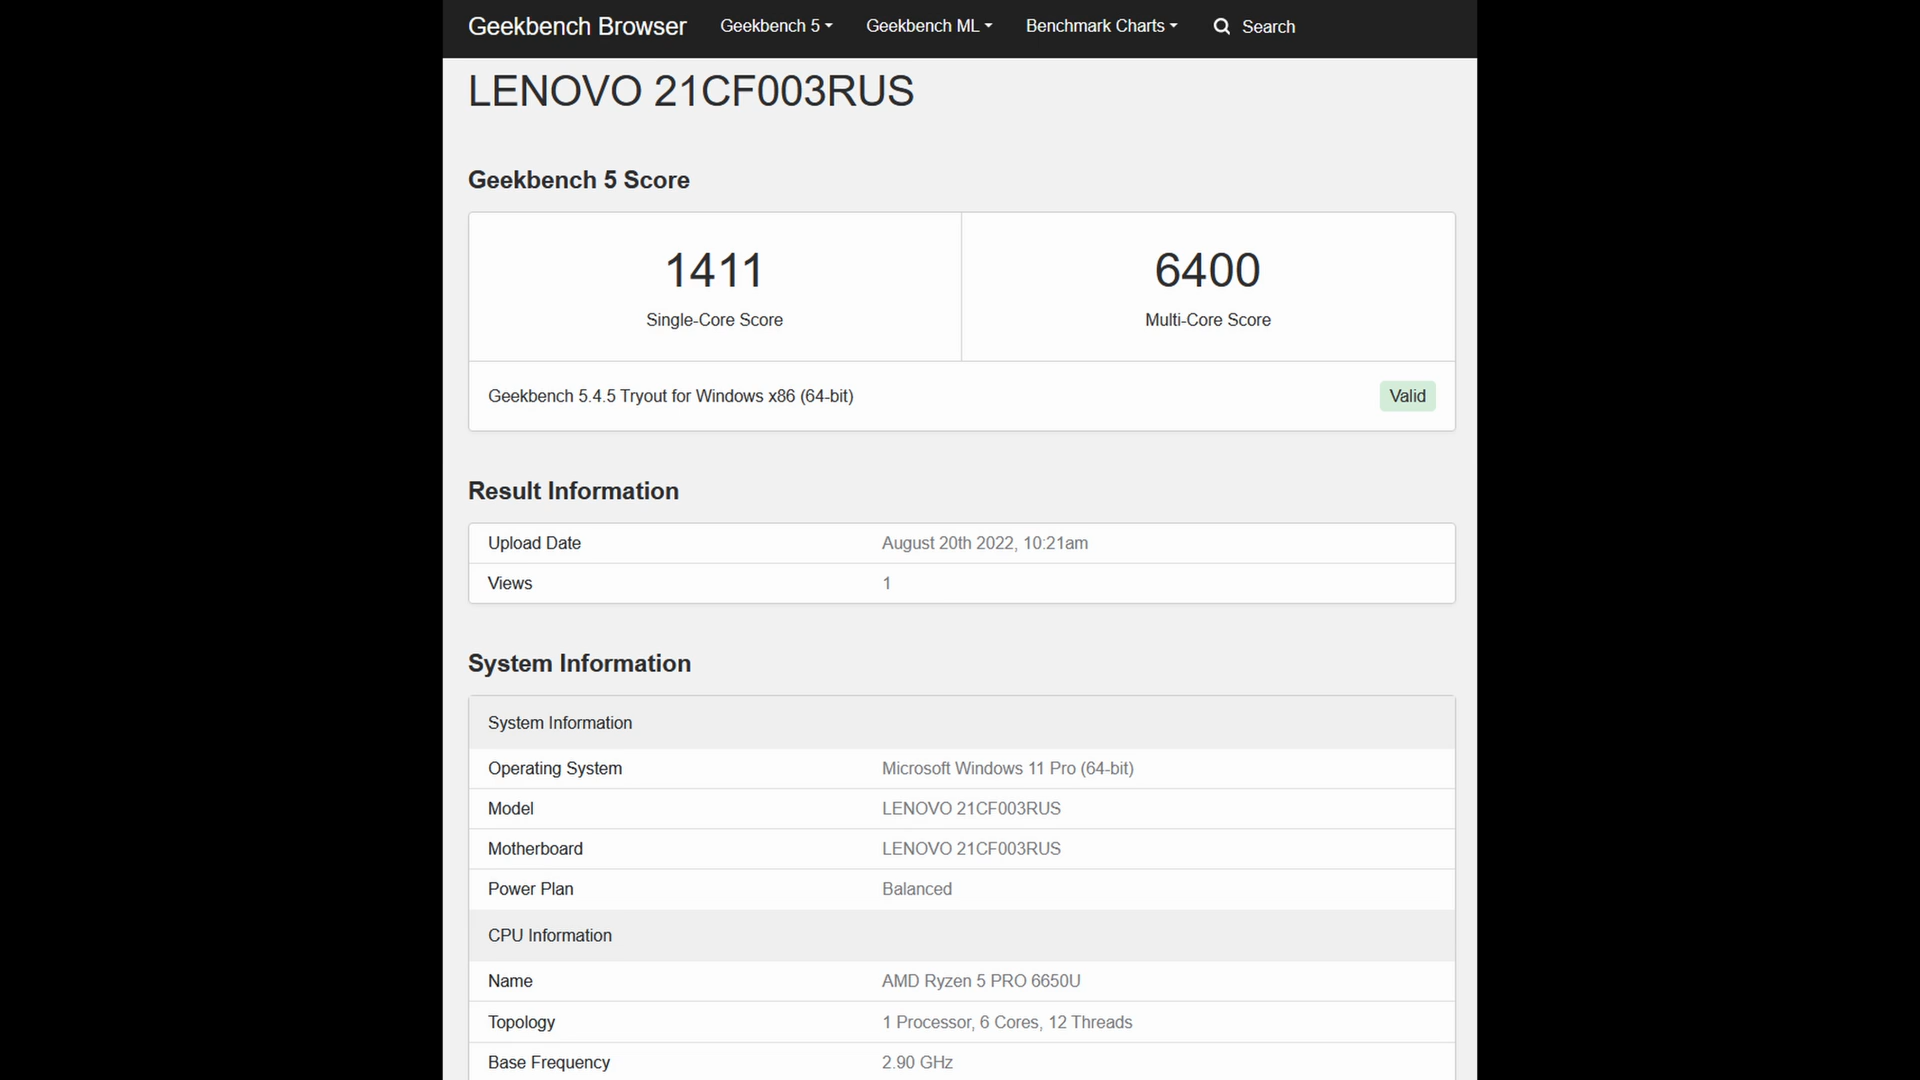 Geekbench Browser Geekbench 5 Geekbench ML Benchmark Charts Search
LENOVO 21CF003RUS
Geekbench 5 Score
1411 6400
Single-Core Score Multi-Core Score
Geekbench 5.4.5 Tryout for Windows x86 (64-bit) Valid
Result Information
Upload Date August 20th 2022, 10:21am
Views 1
System Information
System Information
Operating System Microsoft Windows 11 Pro (64-bit)
Model LENOVO 21CF003RUS
Motherboard LENOVO 21CF003RUS
Power Plan Balanced
CPU Information
Name AMD Ryzen 5 PRO 6650U
Topology 1 Processor, 6 Cores, 12 Threads
Base Frequency 2.90 GHz